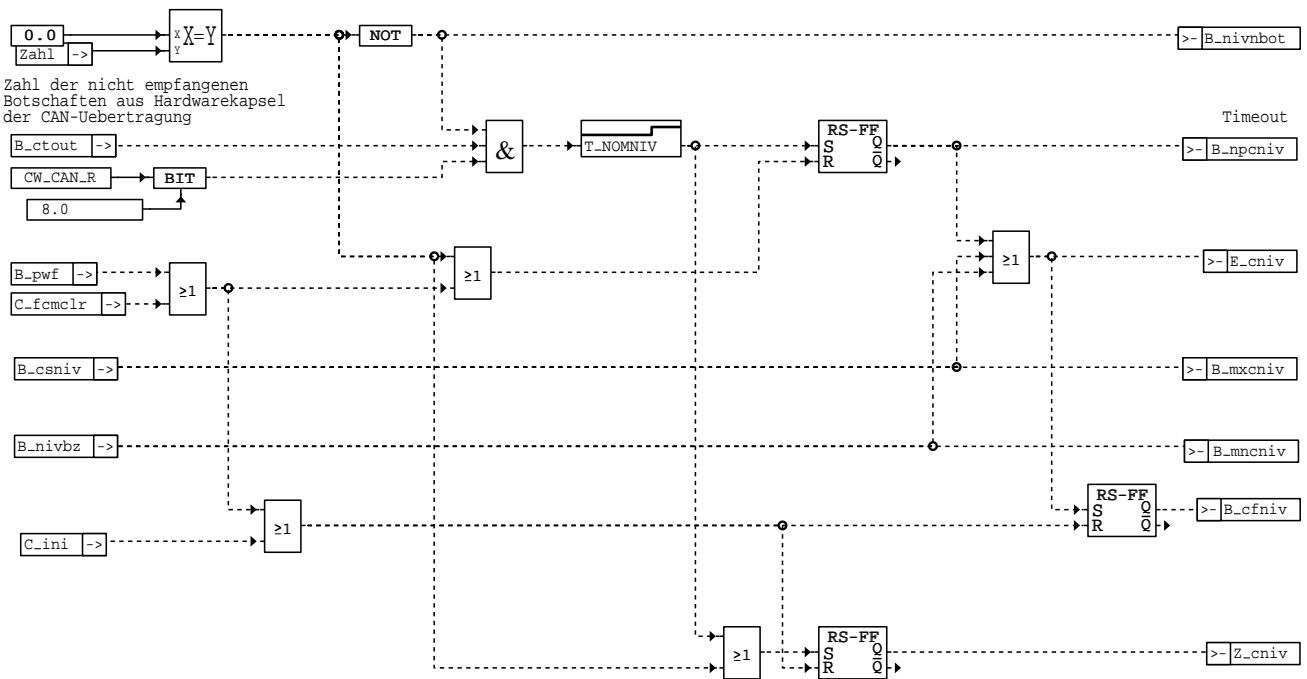 0.0
X
Y
X=Y
NOT
>- B_nivnbot
Zahl ->
Zahl der nicht empfangenen
Botschaften aus Hardwarekapsel
der CAN-Uebertragung
Timeout
B_ctout ->
&
T_NOMNIV
RS-FF
S Q
R Q̅
>- B_npcniv
CW_CAN_R
BIT
8.0
B_pwf ->
≥1
C_fcmclr ->
≥1
≥1
>- E_cniv
B_csniv ->
>- B_mxcniv
B_nivbz ->
>- B_mncniv
≥1
RS-FF
S Q
R Q̅
>- B_cfniv
C_ini ->
≥1
RS-FF
S Q
R Q̅
>- Z_cniv